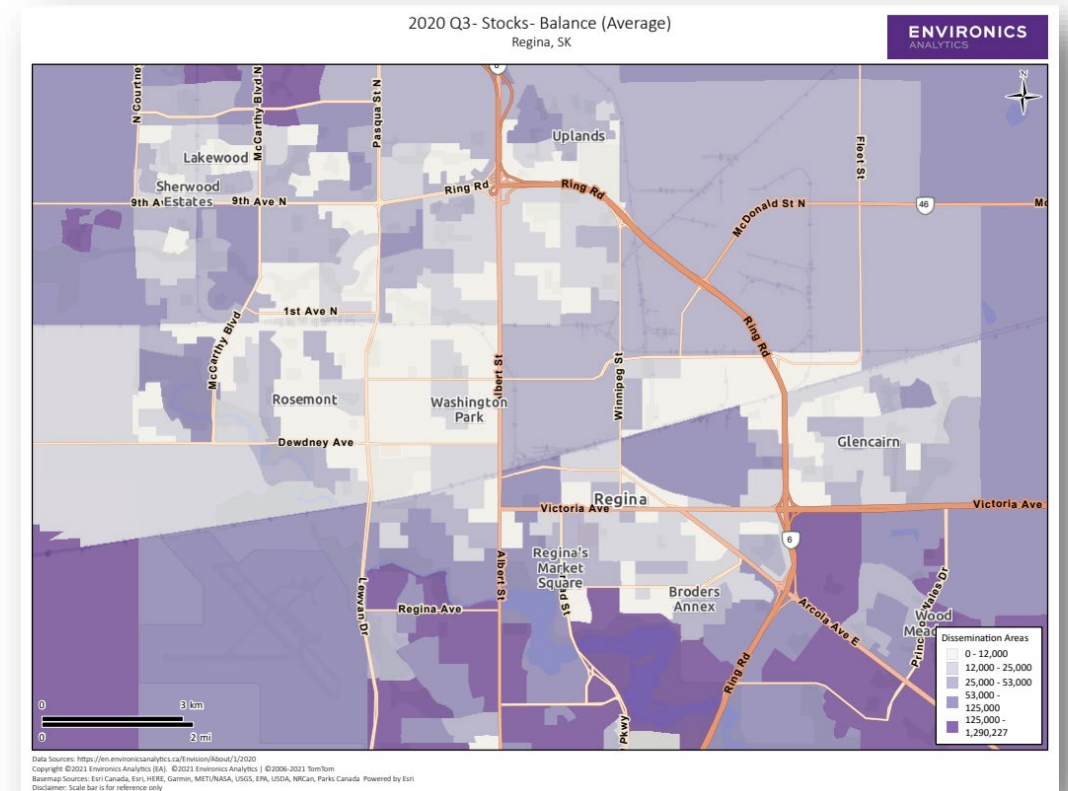 2020 Q3- Stocks- Balance (Average)
Regina, SK
ENVIRONICS
ANALYTICS
N
6
N Courtne
McCarthy Blvd N
Pasqua St N
Uplands
Fleet St
Lakewood
Sherwood
Estates
Ring Rd
Ring Rd
9th A
9th Ave N
McDonald St N
46
Mc
1st Ave N
McCarthy Blvd
Ring Rd
lbert St
Winnipeg St
Rosemont
Washington
Park
Dewdney Ave
Glencairn
Regina
Victoria Ave
Victoria Ave
6
Albert St
Regina's
Market
Square
ad St
Lewvan Dr
Regina Ave
Broders
Annex
Arcola Ave E
Wood
Mea
Ring Rd
Pkwy
Dissemination Areas
0 - 12,000
12,000 - 25,000
25,000 - 53,000
53,000 -
125,000
125,000 -
1,290,227
0 3 km
0 2 mi
Data Sources: https://en.environicsanalytics.ca/Envision/About/1/2020
Copyright ©2021 Environics Analytics (EA). ©2021 Environics Analytics | ©2006-2021 TomTom
Basemap Sources: Esri Canada, Esri, HERE, Garmin, METI/NASA, USGS, EPA, USDA, NRCan, Parks Canada Powered by Esri
Disclaimer: Scale bar is for reference only